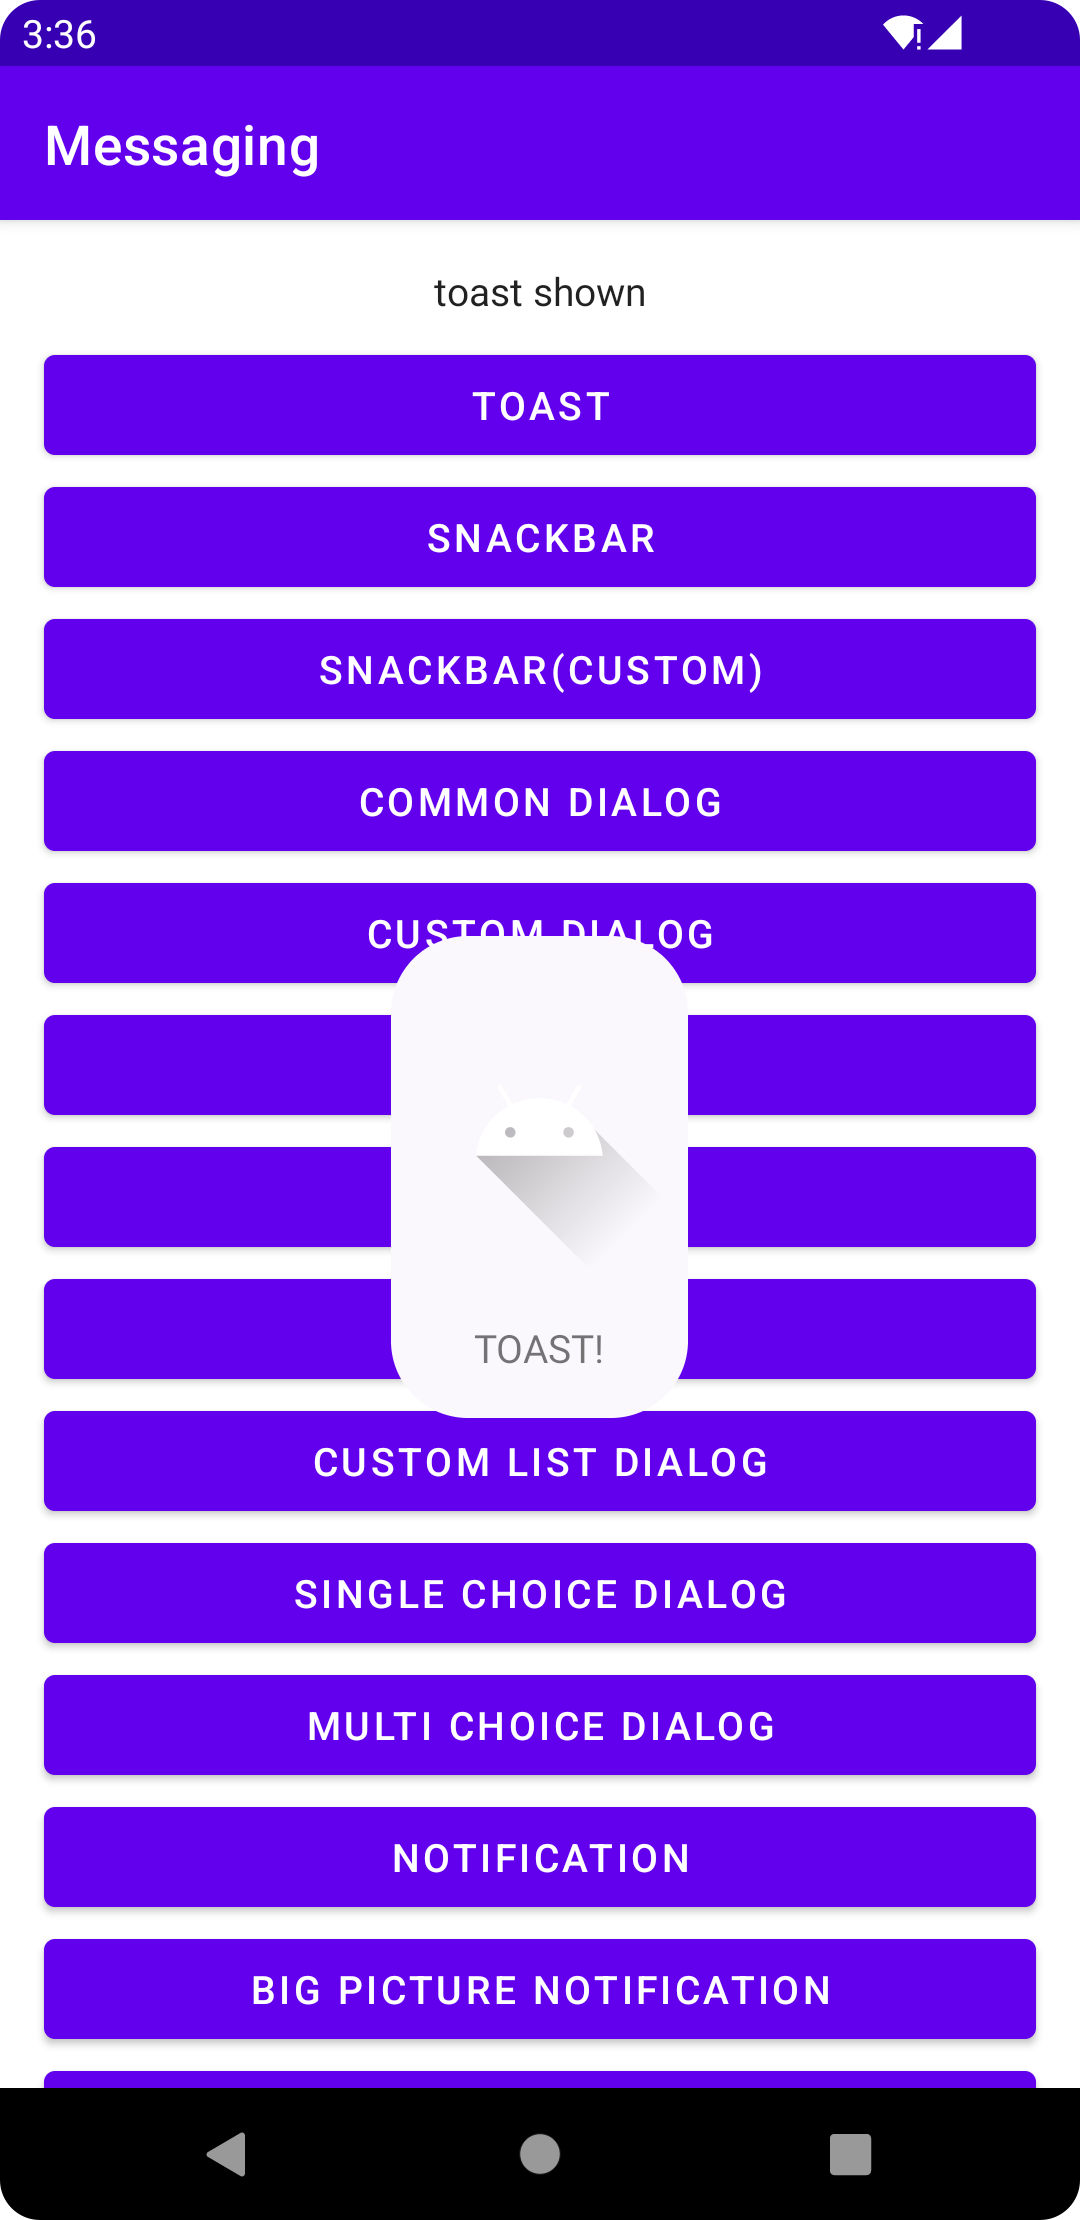 3:36
Messaging
toast shown
TOAST
SNACKBAR
SNACKBAR(CUSTOM)
COMMON DIALOG
CUSTOM DIALOG
TOAST!
CUSTOM LIST DIALOG
SINGLE CHOICE DIALOG
MULTI CHOICE DIALOG
NOTIFICATION
BIG PICTURE NOTIFICATION